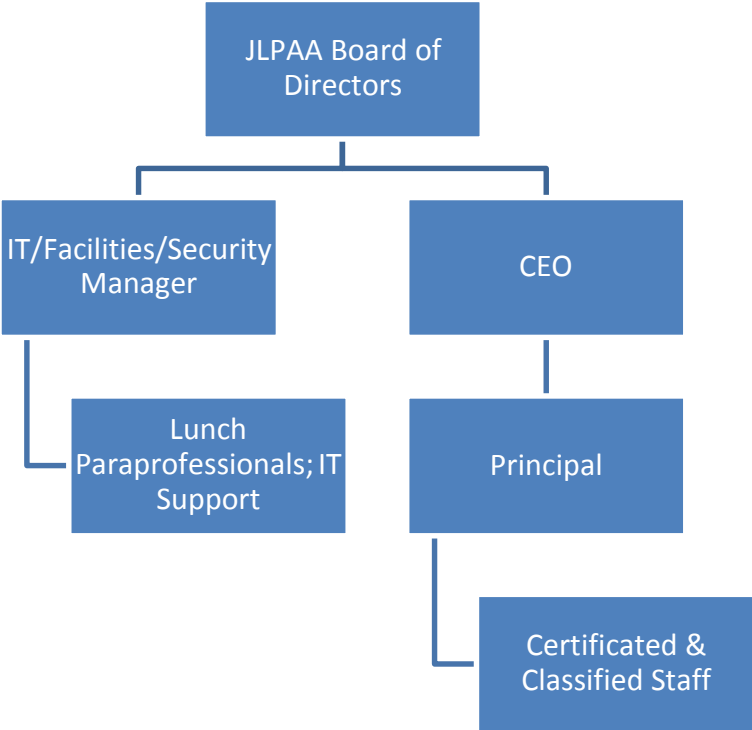 JLPAA Board of
Directors
IT/Facilities/Security
Manager
CEO
Lunch
Paraprofessionals; IT
Support
Principal
Certificated &
Classified Staff